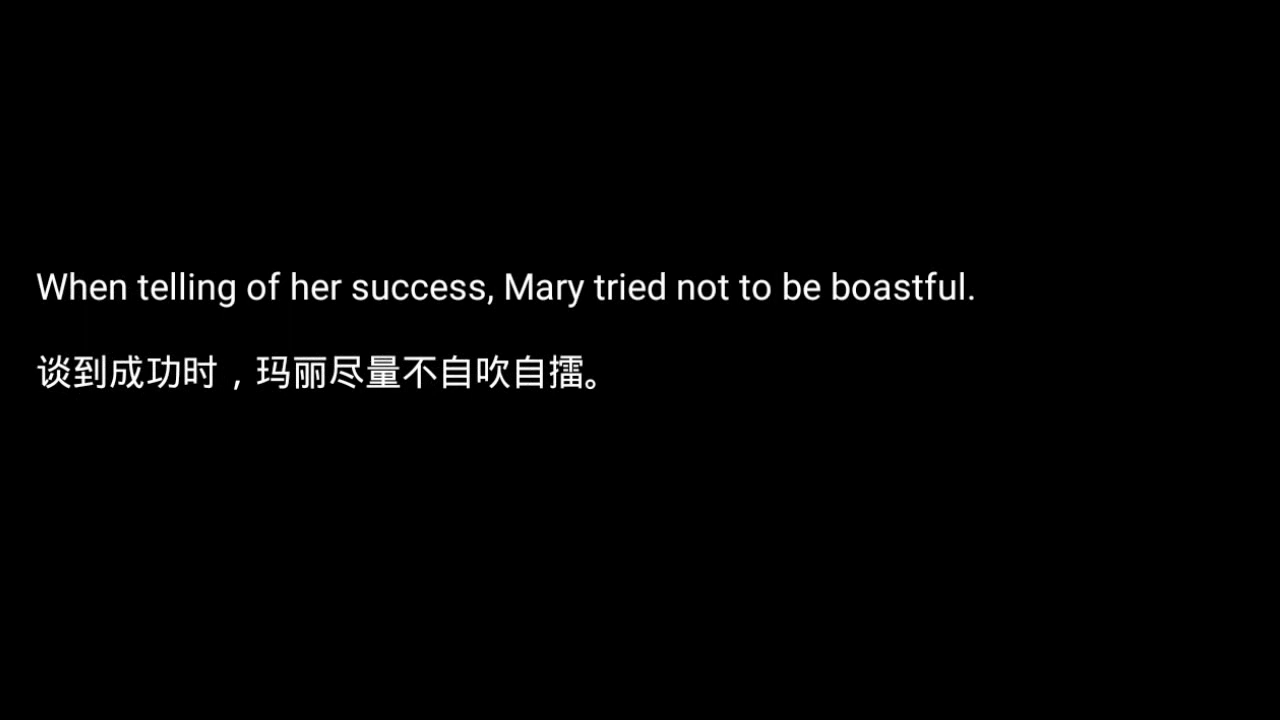 When telling of her success, Mary tried not to be boastful.
谈到成功时，玛丽尽量不自吹自擂。